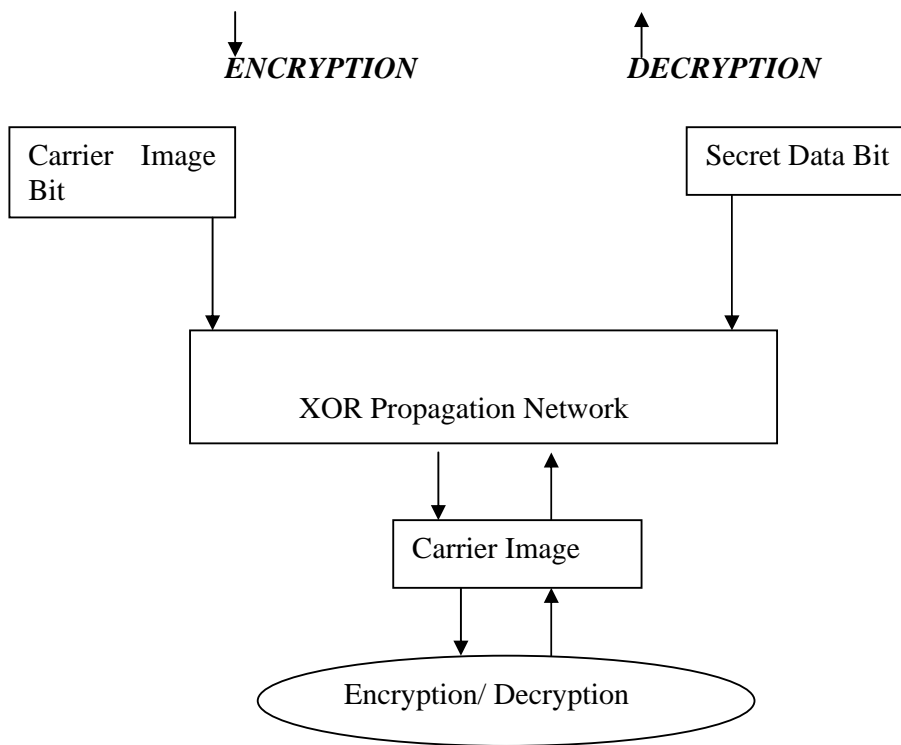 ENCRYPTION DECRYPTION
Carrier Image
Bit
Secret Data Bit
XOR Propagation Network
Carrier Image
Encryption/ Decryption